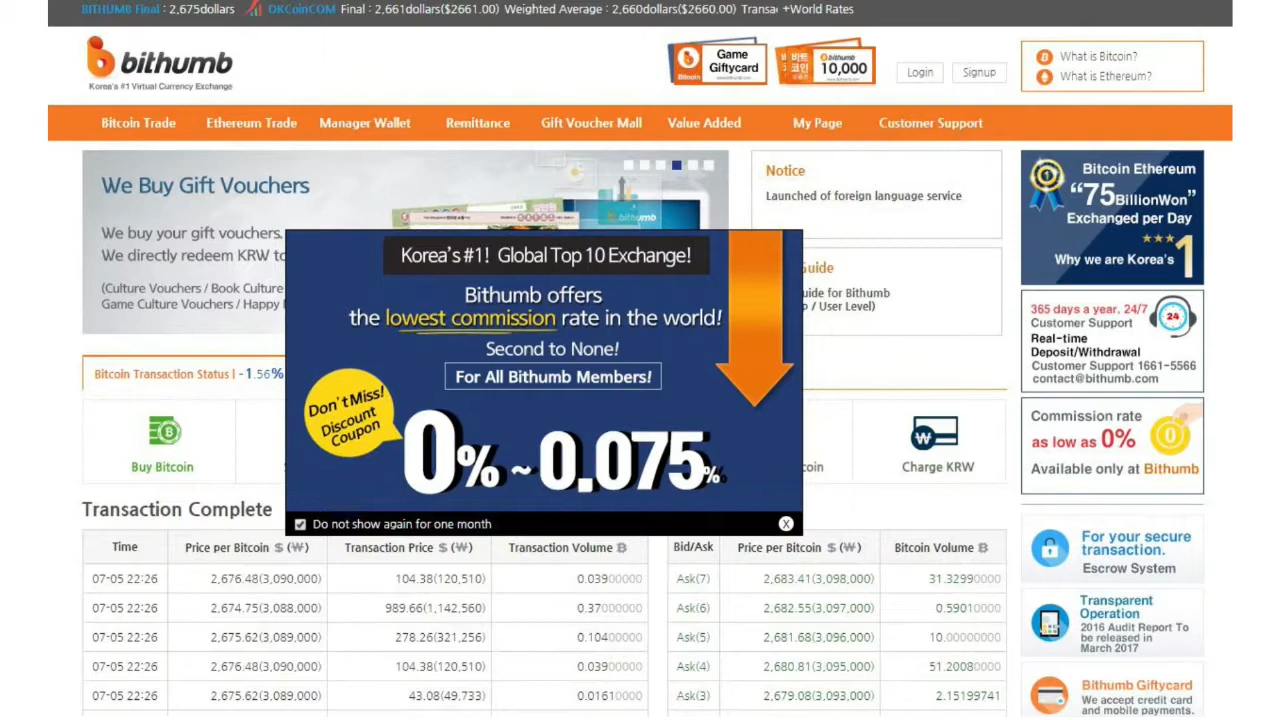 BITHUMB Final : 2,675dollars OKCoinCOM Final : 2,661dollars($2661.00) Weighted Average : 2,660dollars($2660.00) Transac +World Rates
bithumb
Korea's #1 Virtual Currency Exchange
Bitcoin
Game
Giftycard
비트
코인
bithumb
10,000
Login
Signup
What is Bitcoin?
What is Ethereum?
Bitcoin Trade
Ethereum Trade
Manager Wallet
Remittance
Gift Voucher Mall
Value Added
My Page
Customer Support
We Buy Gift Vouchers
We buy your gift vouchers.
We directly redeem KRW to
(Culture Vouchers / Book Culture
Game Culture Vouchers / Happy
bithumb
Notice
Launched of foreign language service
Guide
uide for Bithumb
p / User Level)
Bitcoin Ethereum
“75BillionWon”
Exchanged per Day
Why we are Korea's 1
365 days a year. 24/7
Customer Support
Real-time
Deposit/Withdrawal
Customer Support 1661-5566
contact@bithumb.com
24
Commission rate
as low as 0%
Available only at Bithumb
Korea's #1! Global Top 10 Exchange!
Bithumb offers
the lowest commission rate in the world!
Second to None!
For All Bithumb Members!
Don't Miss!
Discount
Coupon
0% ~ 0.075%
Do not show again for one month
X
Bitcoin Transaction Status | -1.56%
Buy Bitcoin
coin
Charge KRW
Transaction Complete
Time Price per Bitcoin $ (₩) Transaction Price $ (₩) Transaction Volume B
07-05 22:26 2,676.48(3,090,000) 104.38(120,510) 0.03900000
07-05 22:26 2,674.75(3,088,000) 989.66(1,142,560) 0.37000000
07-05 22:26 2,675.62(3,089,000) 278.26(321,256) 0.10400000
07-05 22:26 2,676.48(3,090,000) 104.38(120,510) 0.03900000
07-05 22:26 2,675.62(3,089,000) 43.08(49,733) 0.01610000
Bid/Ask Price per Bitcoin $ (₩) Bitcoin Volume B
Ask(7) 2,683.41(3,098,000) 31.32990000
Ask(6) 2,682.55(3,097,000) 0.59010000
Ask(5) 2,681.68(3,096,000) 10.00000000
Ask(4) 2,680.81(3,095,000) 51.20080000
Ask(3) 2,679.08(3,093,000) 2.15199741
For your secure
transaction.
Escrow System
Transparent
Operation
2016 Audit Report To
be released in
March 2017
Bithumb Giftycard
We accept credit card
and mobile payments.